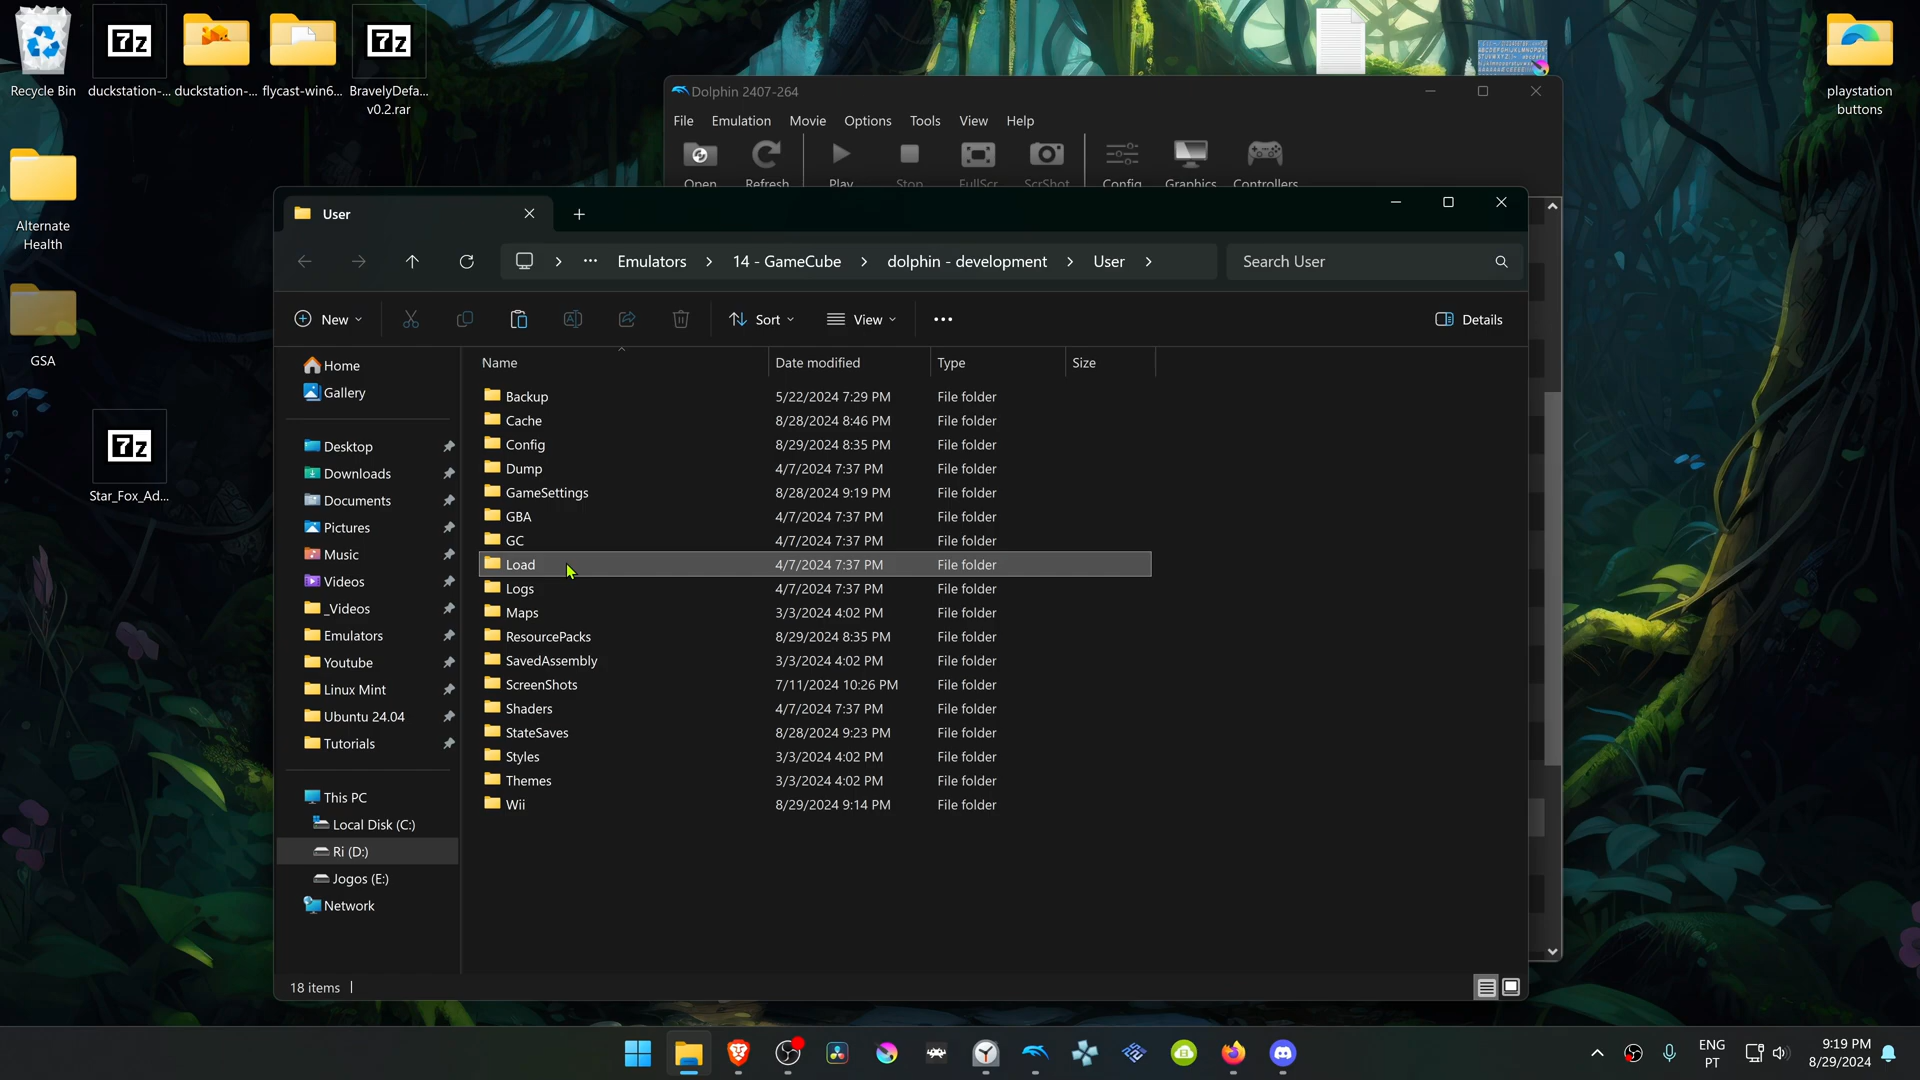 Recycle Bin
duckstation-...
duckstation-...
flycast-win6...
BravelyDefa...
v0.2.rar
playstation
buttons
Alternate
Health
GSA
7z
7z
7z
Star_Fox_Ad...
Dolphin 2407-264
File Emulation Movie Options Tools View Help
Open Refresh Play Stop FullScr ScrShot Config Graphics Controllers
User
Emulators > 14 - GameCube > dolphin - development > User >
Search User
New Sort View Details
Name Date modified Type Size
Home
Gallery
Desktop
Downloads
Documents
Pictures
Music
Videos
_Videos
Emulators
Youtube
Linux Mint
Ubuntu 24.04
Tutorials
This PC
Local Disk (C:)
Ri (D:)
Jogos (E:)
Network
Backup 5/22/2024 7:29 PM File folder
Cache 8/28/2024 8:46 PM File folder
Config 8/29/2024 8:35 PM File folder
Dump 4/7/2024 7:37 PM File folder
GameSettings 8/28/2024 9:19 PM File folder
GBA 4/7/2024 7:37 PM File folder
GC 4/7/2024 7:37 PM File folder
Load 4/7/2024 7:37 PM File folder
Logs 4/7/2024 7:37 PM File folder
Maps 3/3/2024 4:02 PM File folder
ResourcePacks 8/29/2024 8:35 PM File folder
SavedAssembly 3/3/2024 4:02 PM File folder
ScreenShots 7/11/2024 10:26 PM File folder
Shaders 4/7/2024 7:37 PM File folder
StateSaves 8/28/2024 9:23 PM File folder
Styles 3/3/2024 4:02 PM File folder
Themes 3/3/2024 4:02 PM File folder
Wii 8/29/2024 9:14 PM File folder
18 items
ENG
PT
9:19 PM
8/29/2024